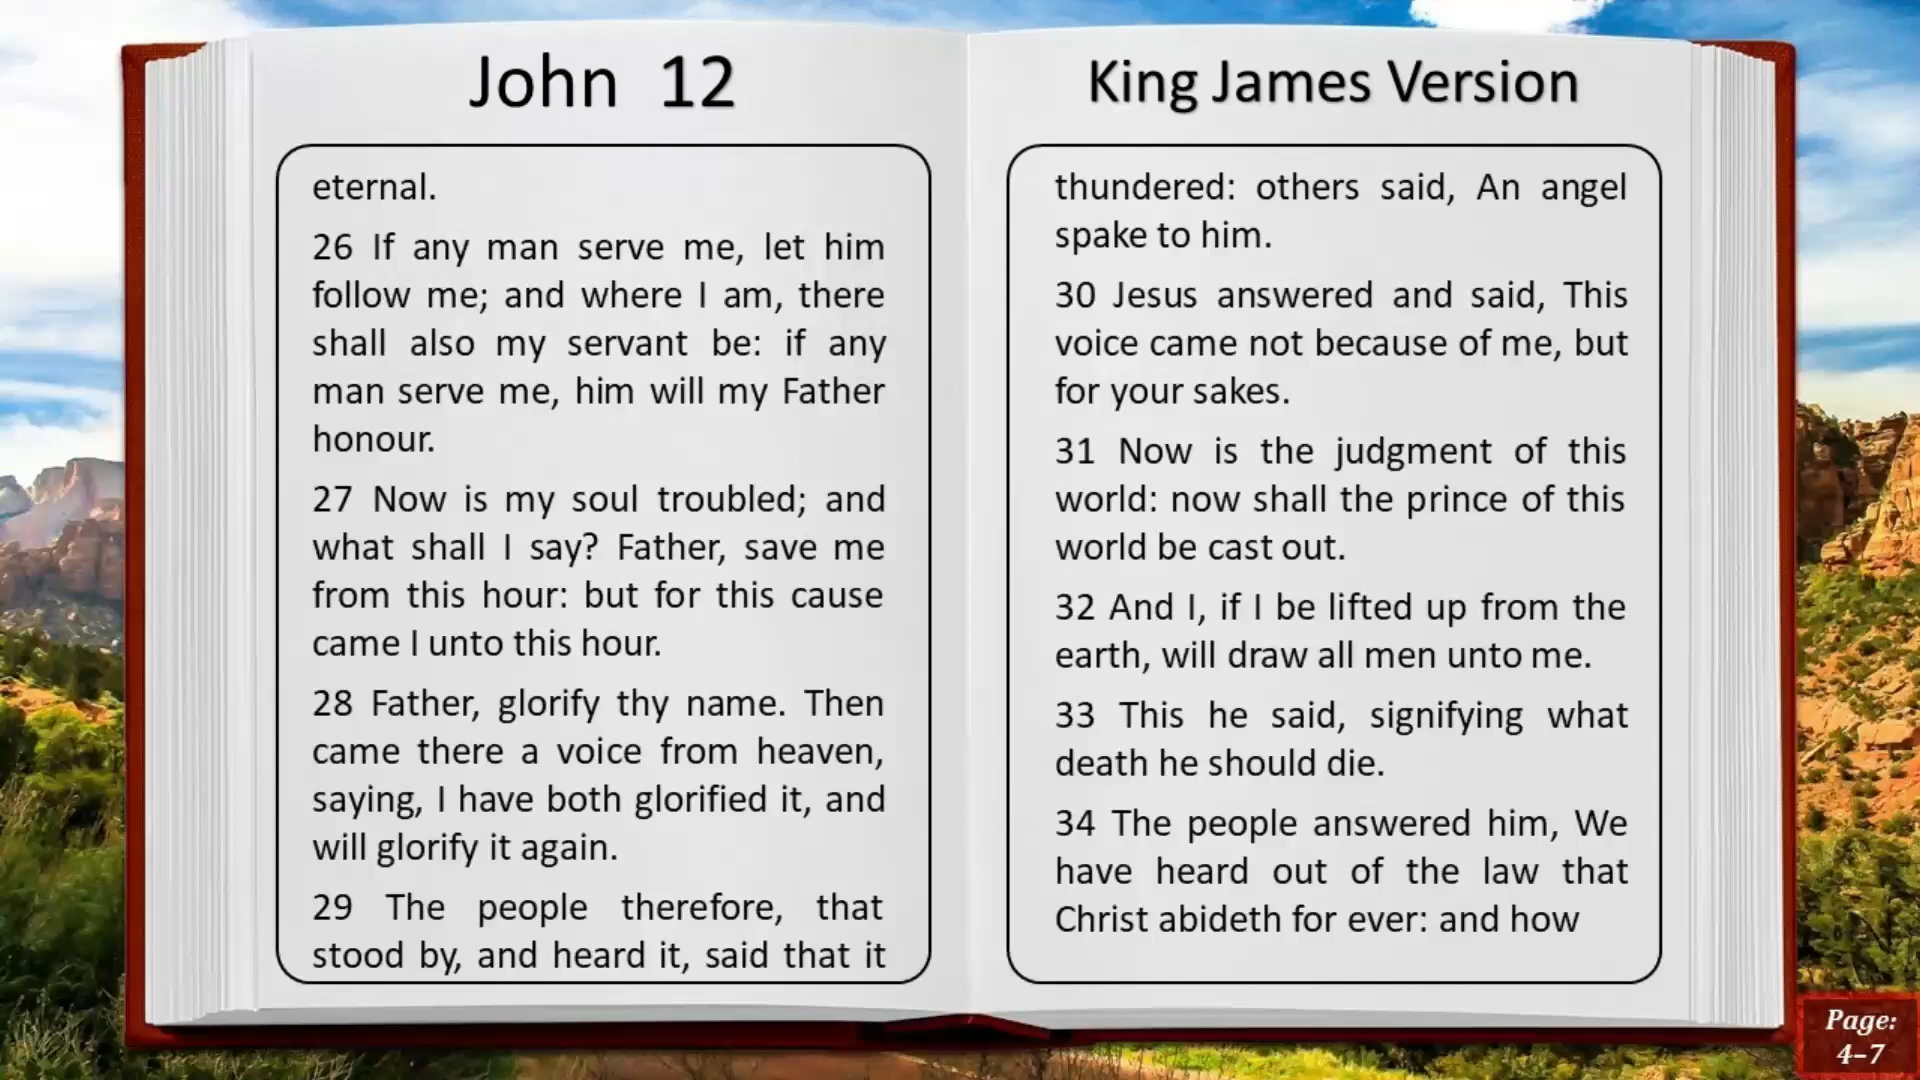 John 12
eternal.
26 If any man serve me, let him
follow me; and where I am, there
shall also my servant be: if any
man serve me, him will my Father
honour.
27 Now is my soul troubled; and
what shall I say? Father, save me
from this hour: but for this cause
came I unto this hour.
28 Father, glorify thy name. Then
came there a voice from heaven,
saying, I have both glorified it, and
will glorify it again.
29 The people therefore, that
stood by, and heard it, said that it
King James Version
thundered: others said, An angel
spake to him.
30 Jesus answered and said, This
voice came not because of me, but
for your sakes.
31 Now is the judgment of this
world: now shall the prince of this
world be cast out.
32 And I, if I be lifted up from the
earth, will draw all men unto me.
33 This he said, signifying what
death he should die.
34 The people answered him, We
have heard out of the law that
Christ abideth for ever: and how
Page:
4–7